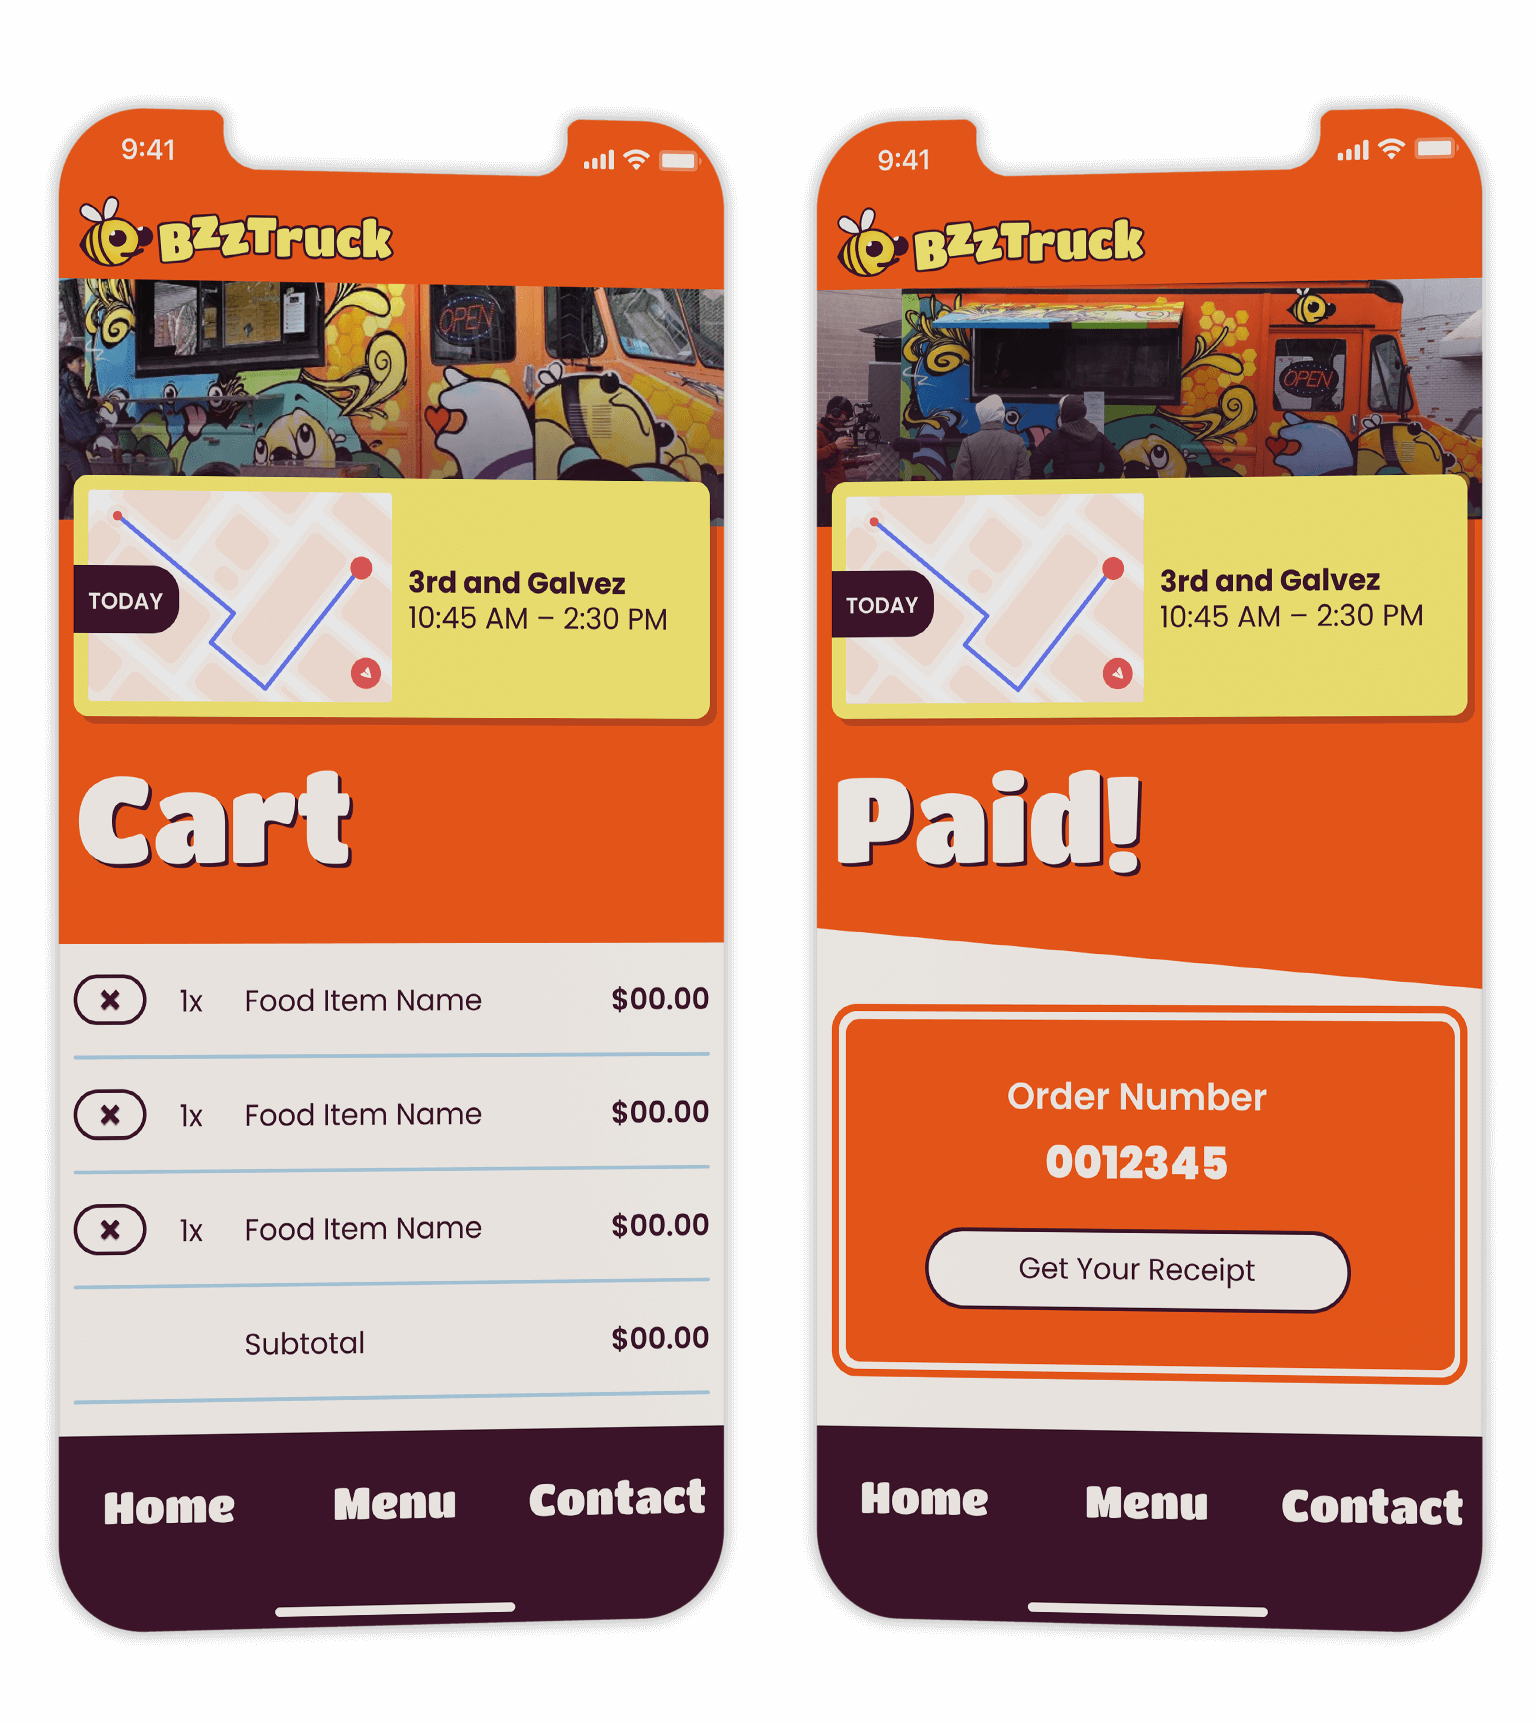 9:41
BzzTruck
OPEN
TODAY
3rd and Galvez
10:45 AM – 2:30 PM
Cart
1x Food Item Name $00.00
1x Food Item Name $00.00
1x Food Item Name $00.00
Subtotal $00.00
Home Menu Contact
9:41
BzzTruck
OPEN
TODAY
3rd and Galvez
10:45 AM – 2:30 PM
Paid!
Order Number
0012345
Get Your Receipt
Home Menu Contact